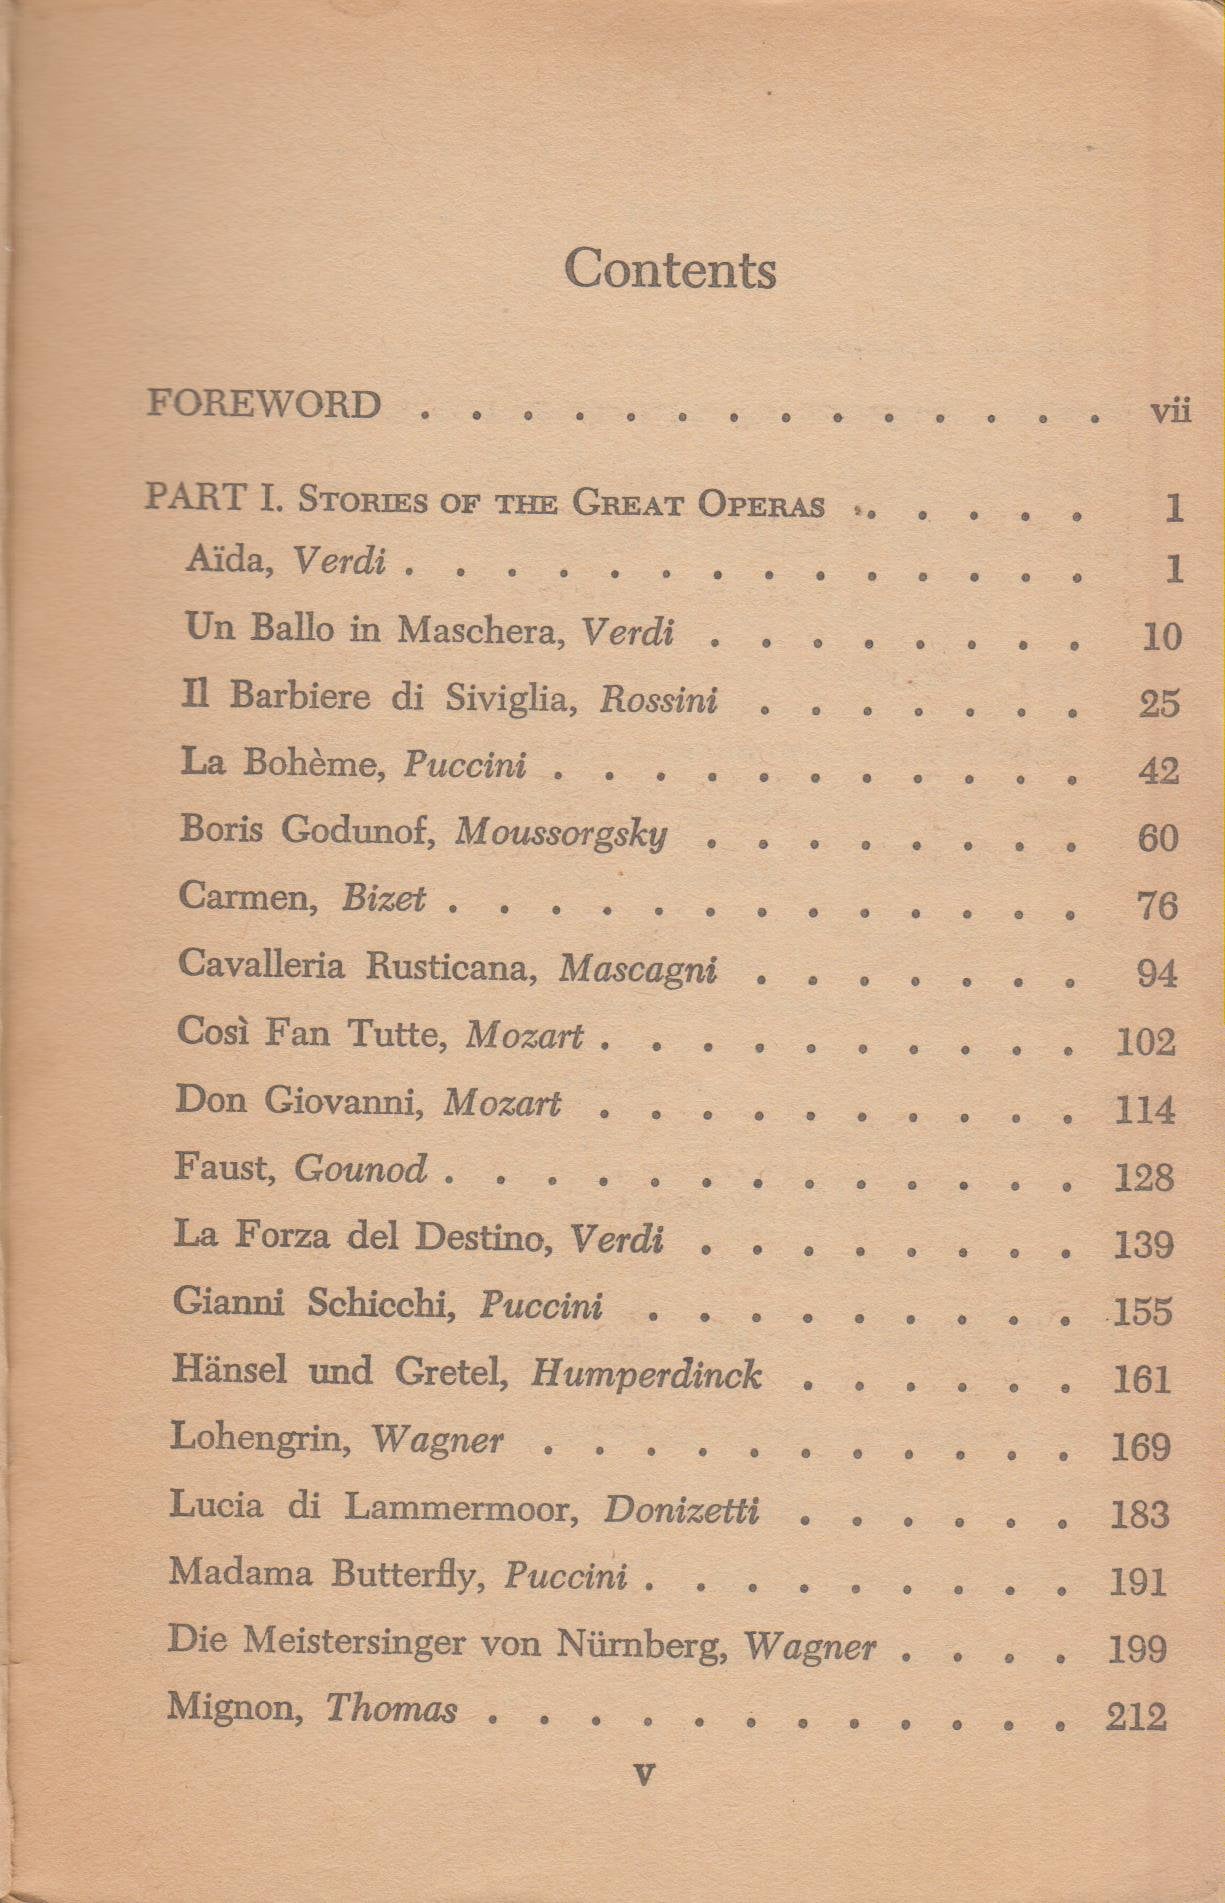 Contents
FOREWORD . . . . . . . . . . . . . . vii
PART I. STORIES OF THE GREAT OPERAS . . . . . 1
Aïda, Verdi . . . . . . . . . . . . . . 1
Un Ballo in Maschera, Verdi . . . . . . . . 10
Il Barbiere di Siviglia, Rossini . . . . . . . 25
La Bohème, Puccini . . . . . . . . . . . 42
Boris Godunof, Moussorgsky . . . . . . . . 60
Carmen, Bizet . . . . . . . . . . . . . 76
Cavalleria Rusticana, Mascagni . . . . . . . 94
Così Fan Tutte, Mozart . . . . . . . . . . 102
Don Giovanni, Mozart . . . . . . . . . . 114
Faust, Gounod . . . . . . . . . . . . . 128
La Forza del Destino, Verdi . . . . . . . . 139
Gianni Schicchi, Puccini . . . . . . . . . 155
Hänsel und Gretel, Humperdinck . . . . . . 161
Lohengrin, Wagner . . . . . . . . . . . 169
Lucia di Lammermoor, Donizetti . . . . . . 183
Madama Butterfly, Puccini . . . . . . . . . 191
Die Meistersinger von Nürnberg, Wagner . . . . 199
Mignon, Thomas . . . . . . . . . . . . 212
v